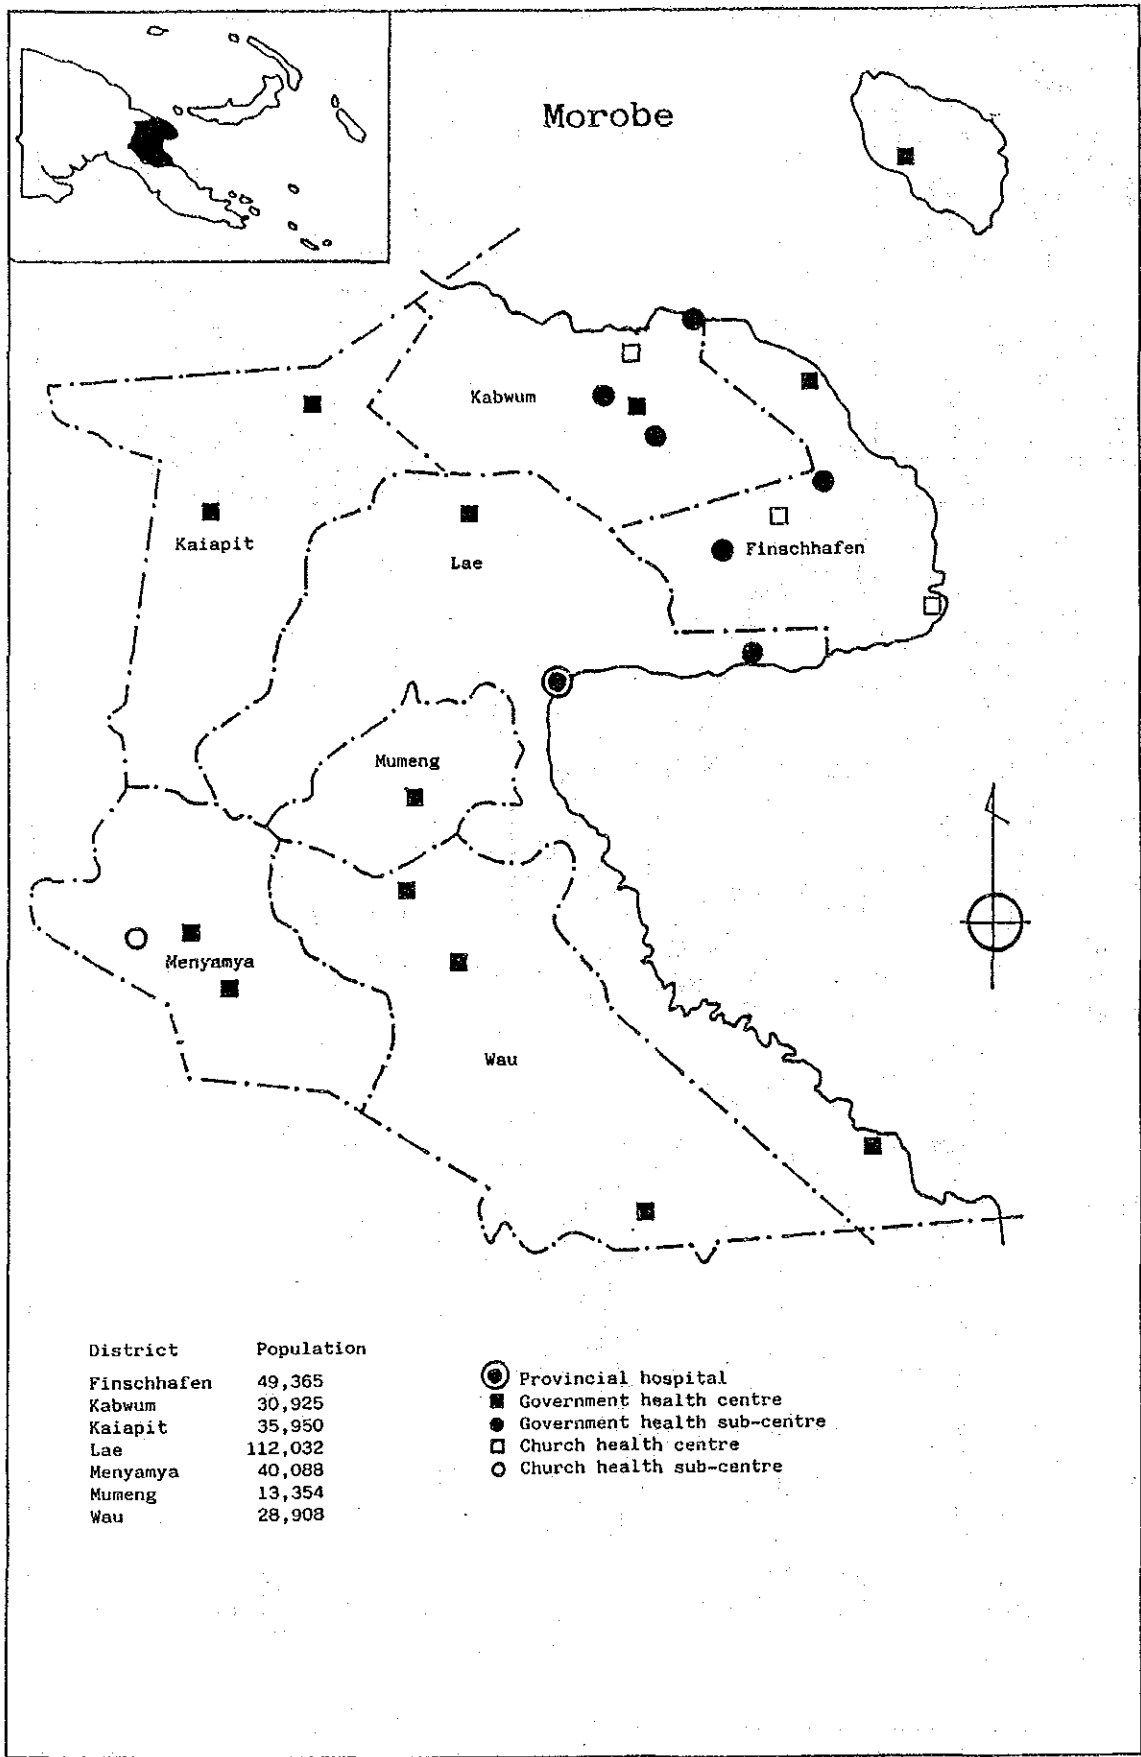 Morobe
Kabwum
Kaiapit
Lae
Finschhafen
Mumeng
Menyamya
Wau
District Population
Finschhafen 49,365
Kabwum 30,925
Kaiapit 35,950
Lae 112,032
Menyamya 40,088
Mumeng 13,354
Wau 28,908
Provincial hospital
Government health centre
Government health sub-centre
Church health centre
Church health sub-centre